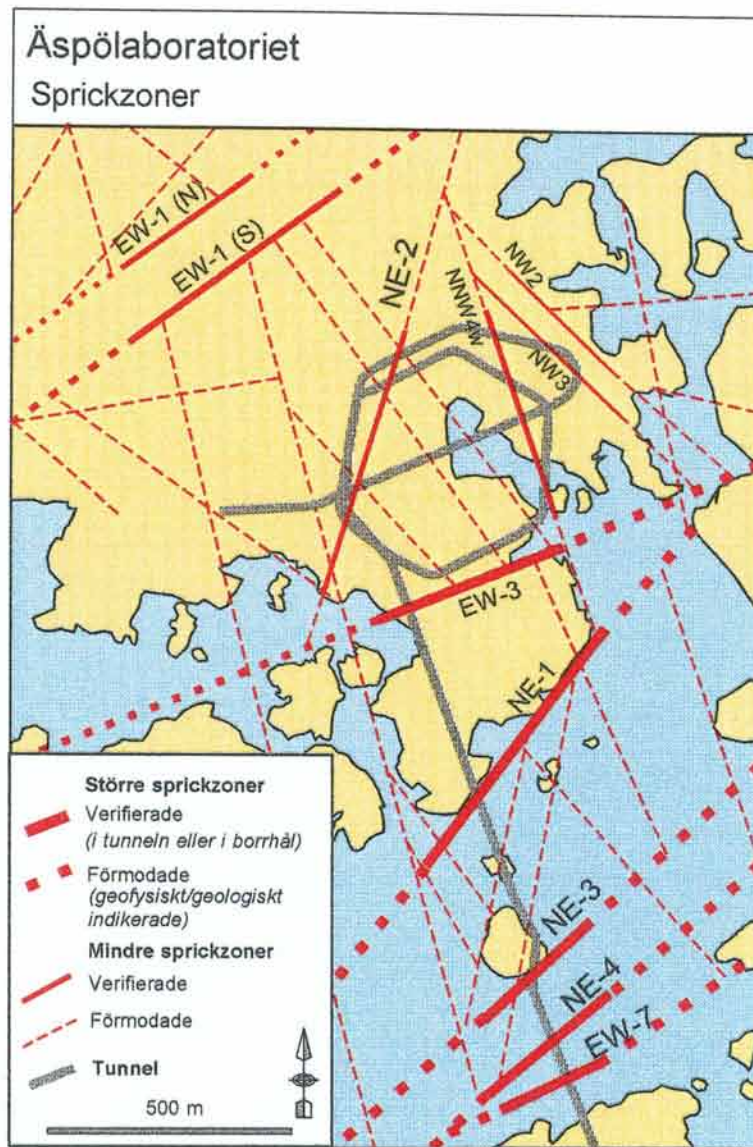 Äspölaboratoriet
Sprickzoner
EW-1 (N)
EW-1 (S)
NE-2
NNW4w
NW2
NW3
EW-3
NE-1
NE-3
NE-4
EW-7
Större sprickzoner
Verifierade
(i tunneln eller i borrhål)
Förmodade
(geofysiskt/geologiskt
indikerade)
Mindre sprickzoner
Verifierade
Förmodade
Tunnel
500 m